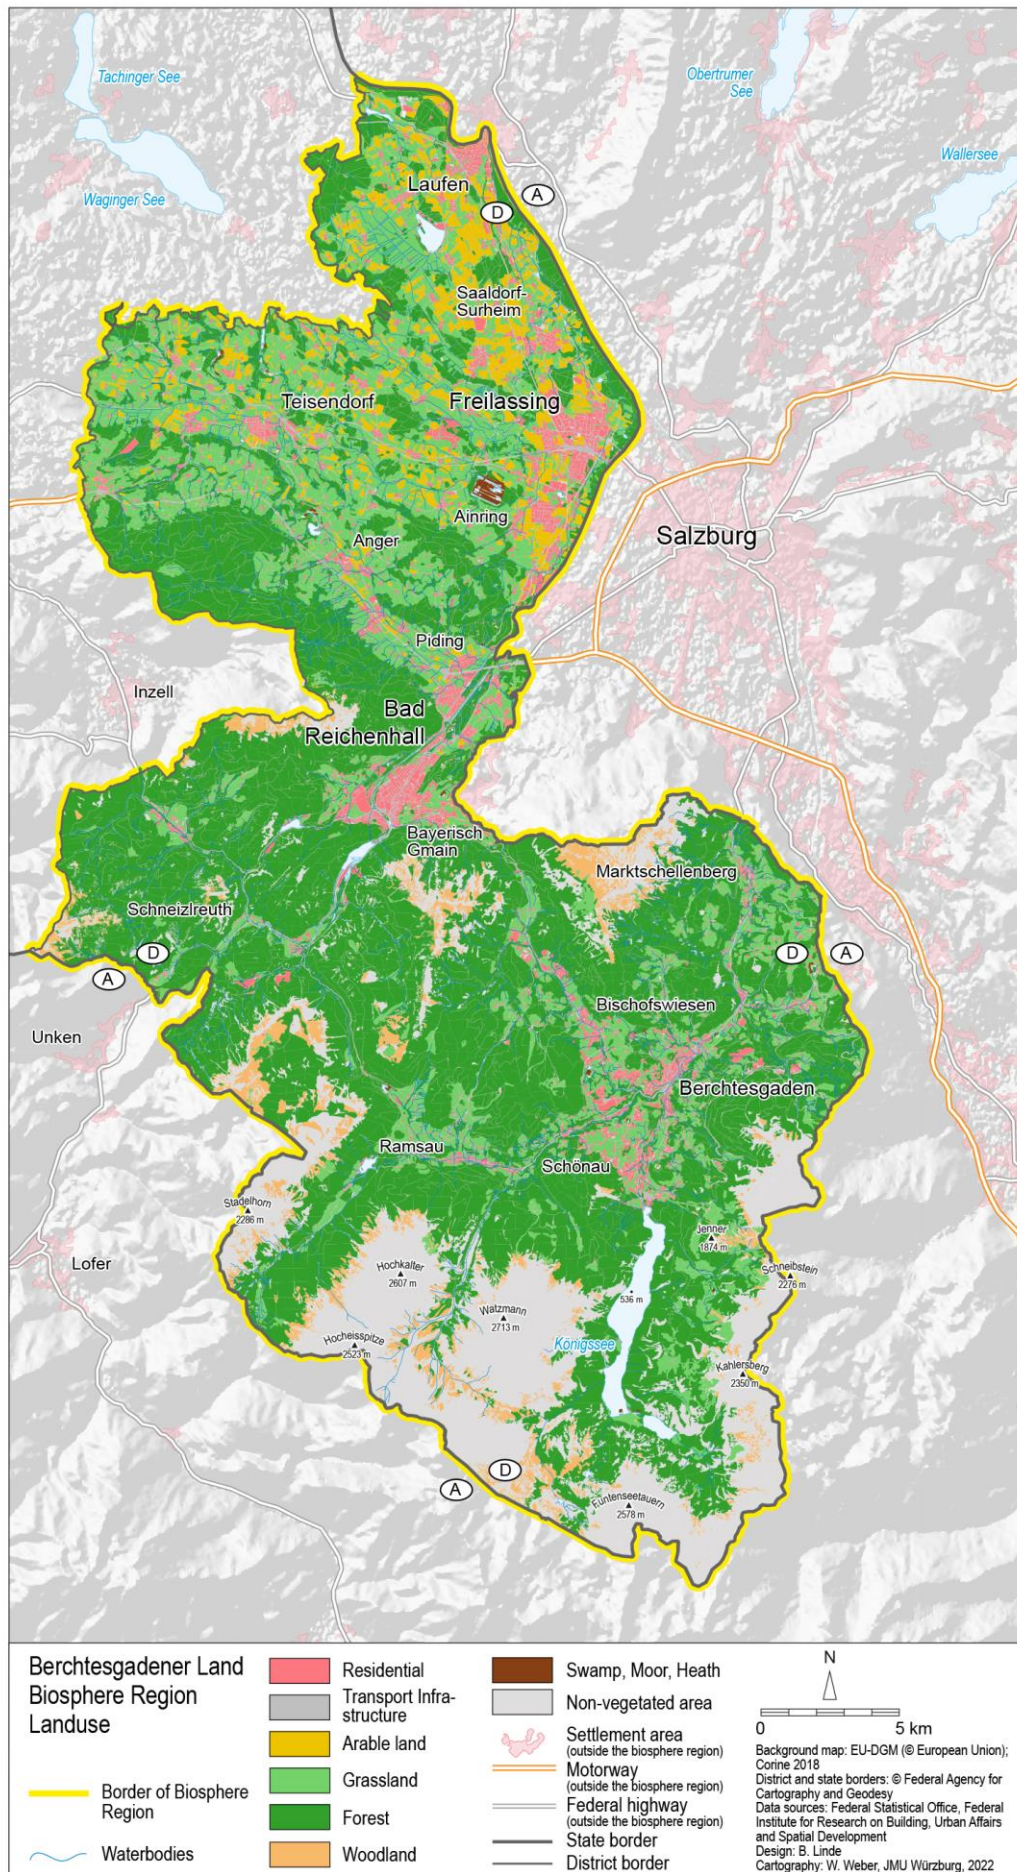 Tachinger See
Obertrumer
See
Wallersee
Waginger See
Laufen
A
D
Saaldorf-
Surheim
Teisendorf
Freilassing
Ainring
Salzburg
Anger
Piding
Inzell
Bad
Reichenhall
Bayerisch
Gmain
Marktschellenberg
Schneizlreuth
D
A
D
A
Bischofswiesen
Unken
Berchtesgaden
Ramsau
Schönau
Stadelhorn
2286 m
Jenner
1874 m
Lofer
Hochkalter
2607 m
Schneibstein
2276 m
536 m
Watzmann
2713 m
Hocheisspitze
2523 m
Königssee
Kahlersberg
2350 m
D
A
Funtenseetauern
2578 m
Berchtesgadener Land
Biosphere Region
Landuse
Border of Biosphere
Region
Waterbodies
Residential
Transport Infra-
structure
Arable land
Grassland
Forest
Woodland
Swamp, Moor, Heath
Non-vegetated area
Settlement area
(outside the biosphere region)
Motorway
(outside the biosphere region)
Federal highway
(outside the biosphere region)
State border
District border
N
0 5 km
Background map: EU-DGM (© European Union);
Corine 2018
District and state borders: © Federal Agency for
Cartography and Geodesy
Data sources: Federal Statistical Office, Federal
Institute for Research on Building, Urban Affairs
and Spatial Development
Design: B. Linde
Cartography: W. Weber, JMU Würzburg, 2022